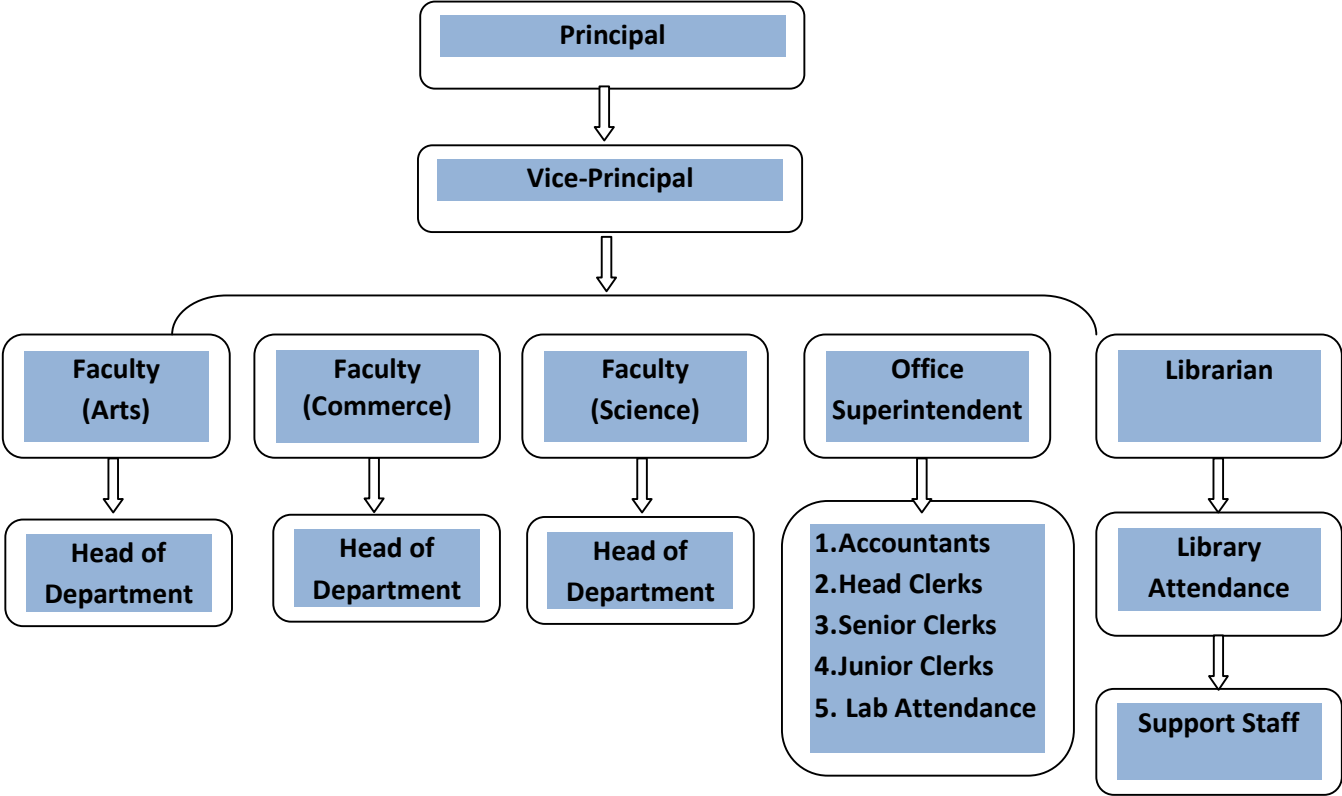 Principal
Vice-Principal
Faculty
(Arts)
Faculty
(Commerce)
Faculty
(Science)
Office
Superintendent
Librarian
Head of
Department
Head of
Department
Head of
Department
1.Accountants
2.Head Clerks
3.Senior Clerks
4.Junior Clerks
5. Lab Attendance
Library
Attendance
Support Staff